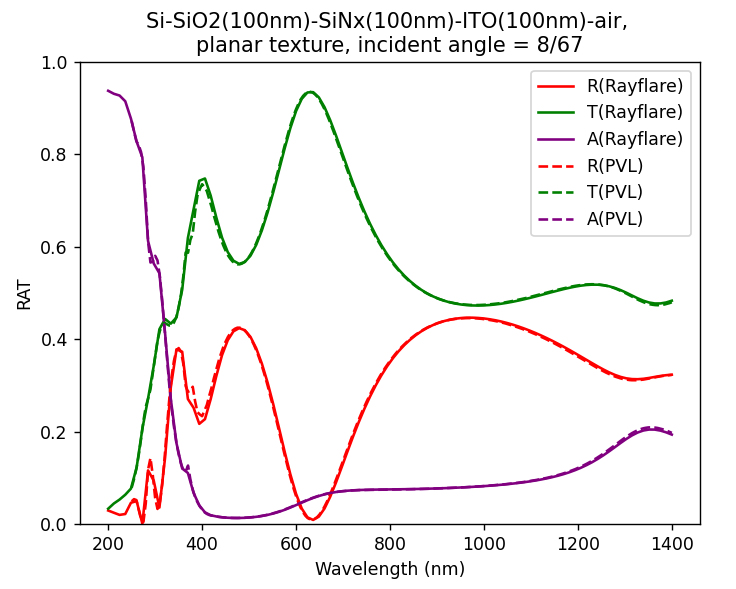 Si-SiO2(100nm)-SiNx(100nm)-ITO(100nm)-air,
planar texture, incident angle = 8/67
1.0
0.8
0.6
0.4
0.2
0.0
RAT
R(Rayflare)
T(Rayflare)
A(Rayflare)
R(PVL)
T(PVL)
A(PVL)
200 400 600 800 1000 1200 1400
Wavelength (nm)